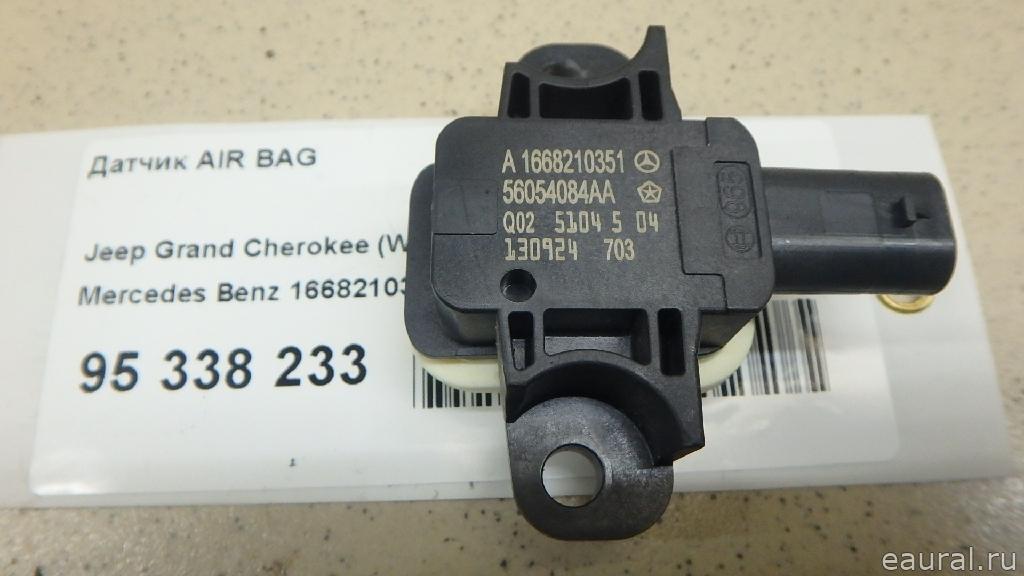 Датчик AIR BAG
Jeep Grand Cherokee (W
Mercedes Benz 16682103
95 338 233
A 1668210351
56054084AA
Q02 5104 5 04
130924 703
eaural.ru